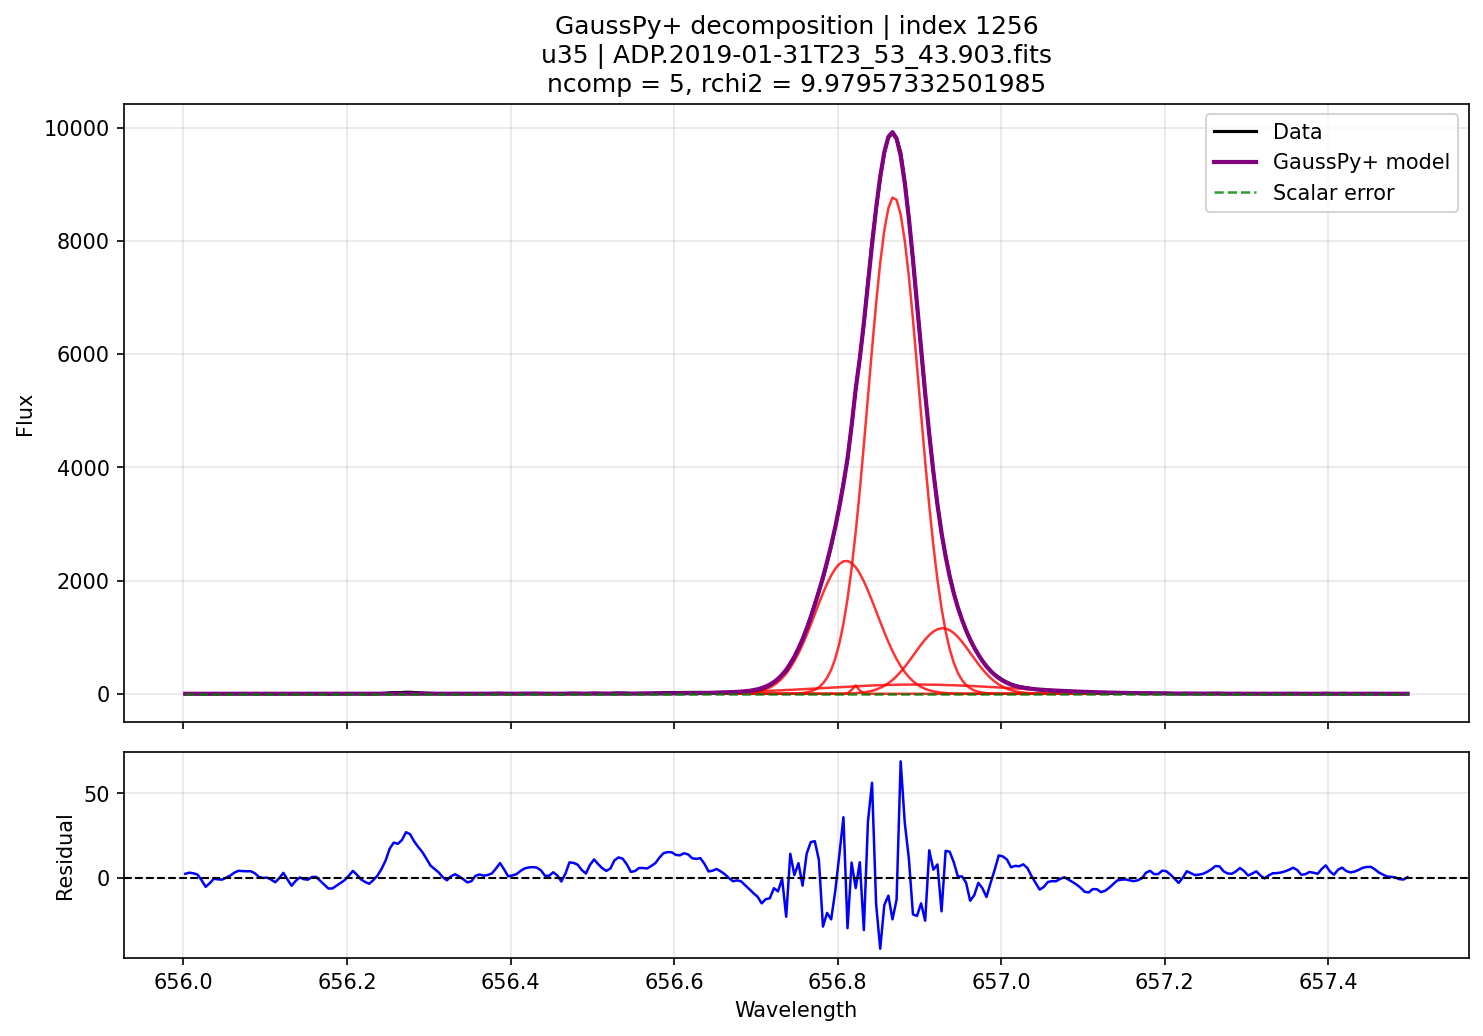 GaussPy+ decomposition | index 1256
u35 | ADP.2019-01-31T23_53_43.903.fits
ncomp = 5, rchi2 = 9.97957332501985
Data
GaussPy+ model
Scalar error
10000
8000
6000
4000
2000
0
Flux
50
0
Residual
656.0
656.2
656.4
656.6
656.8
657.0
657.2
657.4
Wavelength